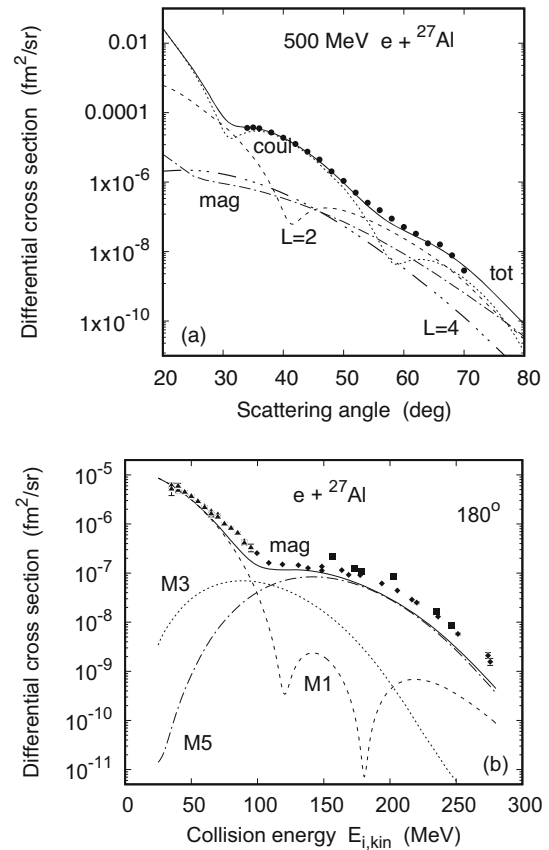 500 MeV e + ²⁷Al
Differential cross section (fm²/sr)
0.01
0.0001
1x10⁻⁶
1x10⁻⁸
1x10⁻¹⁰
coul
mag
L=2
L=4
tot
(a)
20 30 40 50 60 70 80
Scattering angle (deg)
e + ²⁷Al
180°
Differential cross section (fm²/sr)
10⁻⁵
10⁻⁶
10⁻⁷
10⁻⁸
10⁻⁹
10⁻¹⁰
10⁻¹¹
mag
M3
M1
M5
(b)
0 50 100 150 200 250 300
Collision energy E i,kin (MeV)